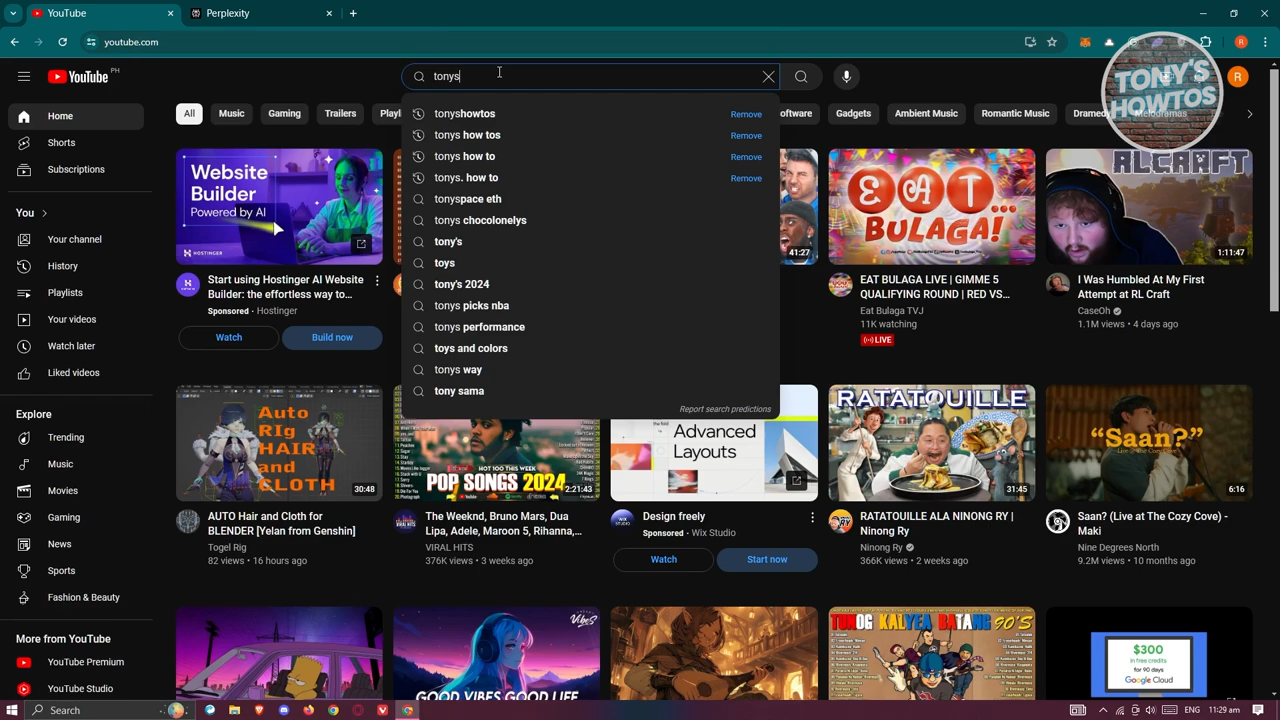 YouTube
Perplexity
youtube.com
YouTube PH
tonys
R
TONY'S
HOWTOS
Home
Shorts
Subscriptions
You
Your channel
History
Playlists
Your videos
Watch later
Liked videos
Explore
Trending
Music
Movies
Gaming
News
Sports
Fashion & Beauty
More from YouTube
YouTube Premium
YouTube Studio
All
Music
Gaming
Trailers
Gadgets
Ambient Music
Romantic Music
tonyshowtos
Remove
tonys how tos
Remove
tonys how to
Remove
tonys. how to
Remove
tonyspace eth
tonys chocolonelys
tony's
toys
tony's 2024
tonys picks nba
tonys performance
toys and colors
tonys way
tony sama
Report search predictions
Website
Builder
Powered by AI
HOSTINGER
Start using Hostinger AI Website
Builder: the effortless way to…
Sponsored • Hostinger
Watch
Build now
41:27
EAT…
BULAGA!
EAT BULAGA LIVE | GIMME 5
QUALIFYING ROUND | RED VS…
Eat Bulaga TVJ
11K watching
LIVE
RLCRAFT
1:11:47
I Was Humbled At My First
Attempt at RL Craft
CaseOh
1.1M views • 4 days ago
Auto
RIg
HAIR
and
CLOTH
30:48
AUTO Hair and Cloth for
BLENDER [Yelan from Genshin]
Togel Rig
82 views • 16 hours ago
HOT 100 THIS WEEK
POP SONGS 2024
2:21:43
The Weeknd, Bruno Mars, Dua
Lipa, Adele, Maroon 5, Rihanna,…
VIRAL HITS
376K views • 3 weeks ago
Advanced
Layouts
Design freely
Sponsored • Wix Studio
Watch
Start now
RATATOUILLE
31:45
RATATOUILLE ALA NINONG RY |
Ninong Ry
Ninong Ry
366K views • 2 weeks ago
"Saan?"
6:16
Saan? (Live at The Cozy Cove) -
Maki
Nine Degrees North
9.2M views • 10 months ago
GOOD VIBES GOOD LIFE
TUNOG KALYE BATANG 90'S
$300
in free credits
for 90 days
Google Cloud
Search
ENG
11:29 am